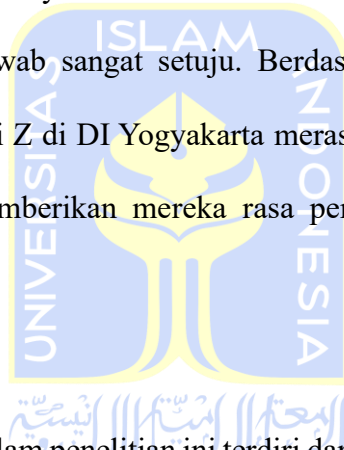 ISLAM
wab sangat setuju. Berdas
i Z di DI Yogyakarta meras
mberikan mereka rasa per
UNIVERSITAS
INDONESIA
lam penelitian ini terdiri dar